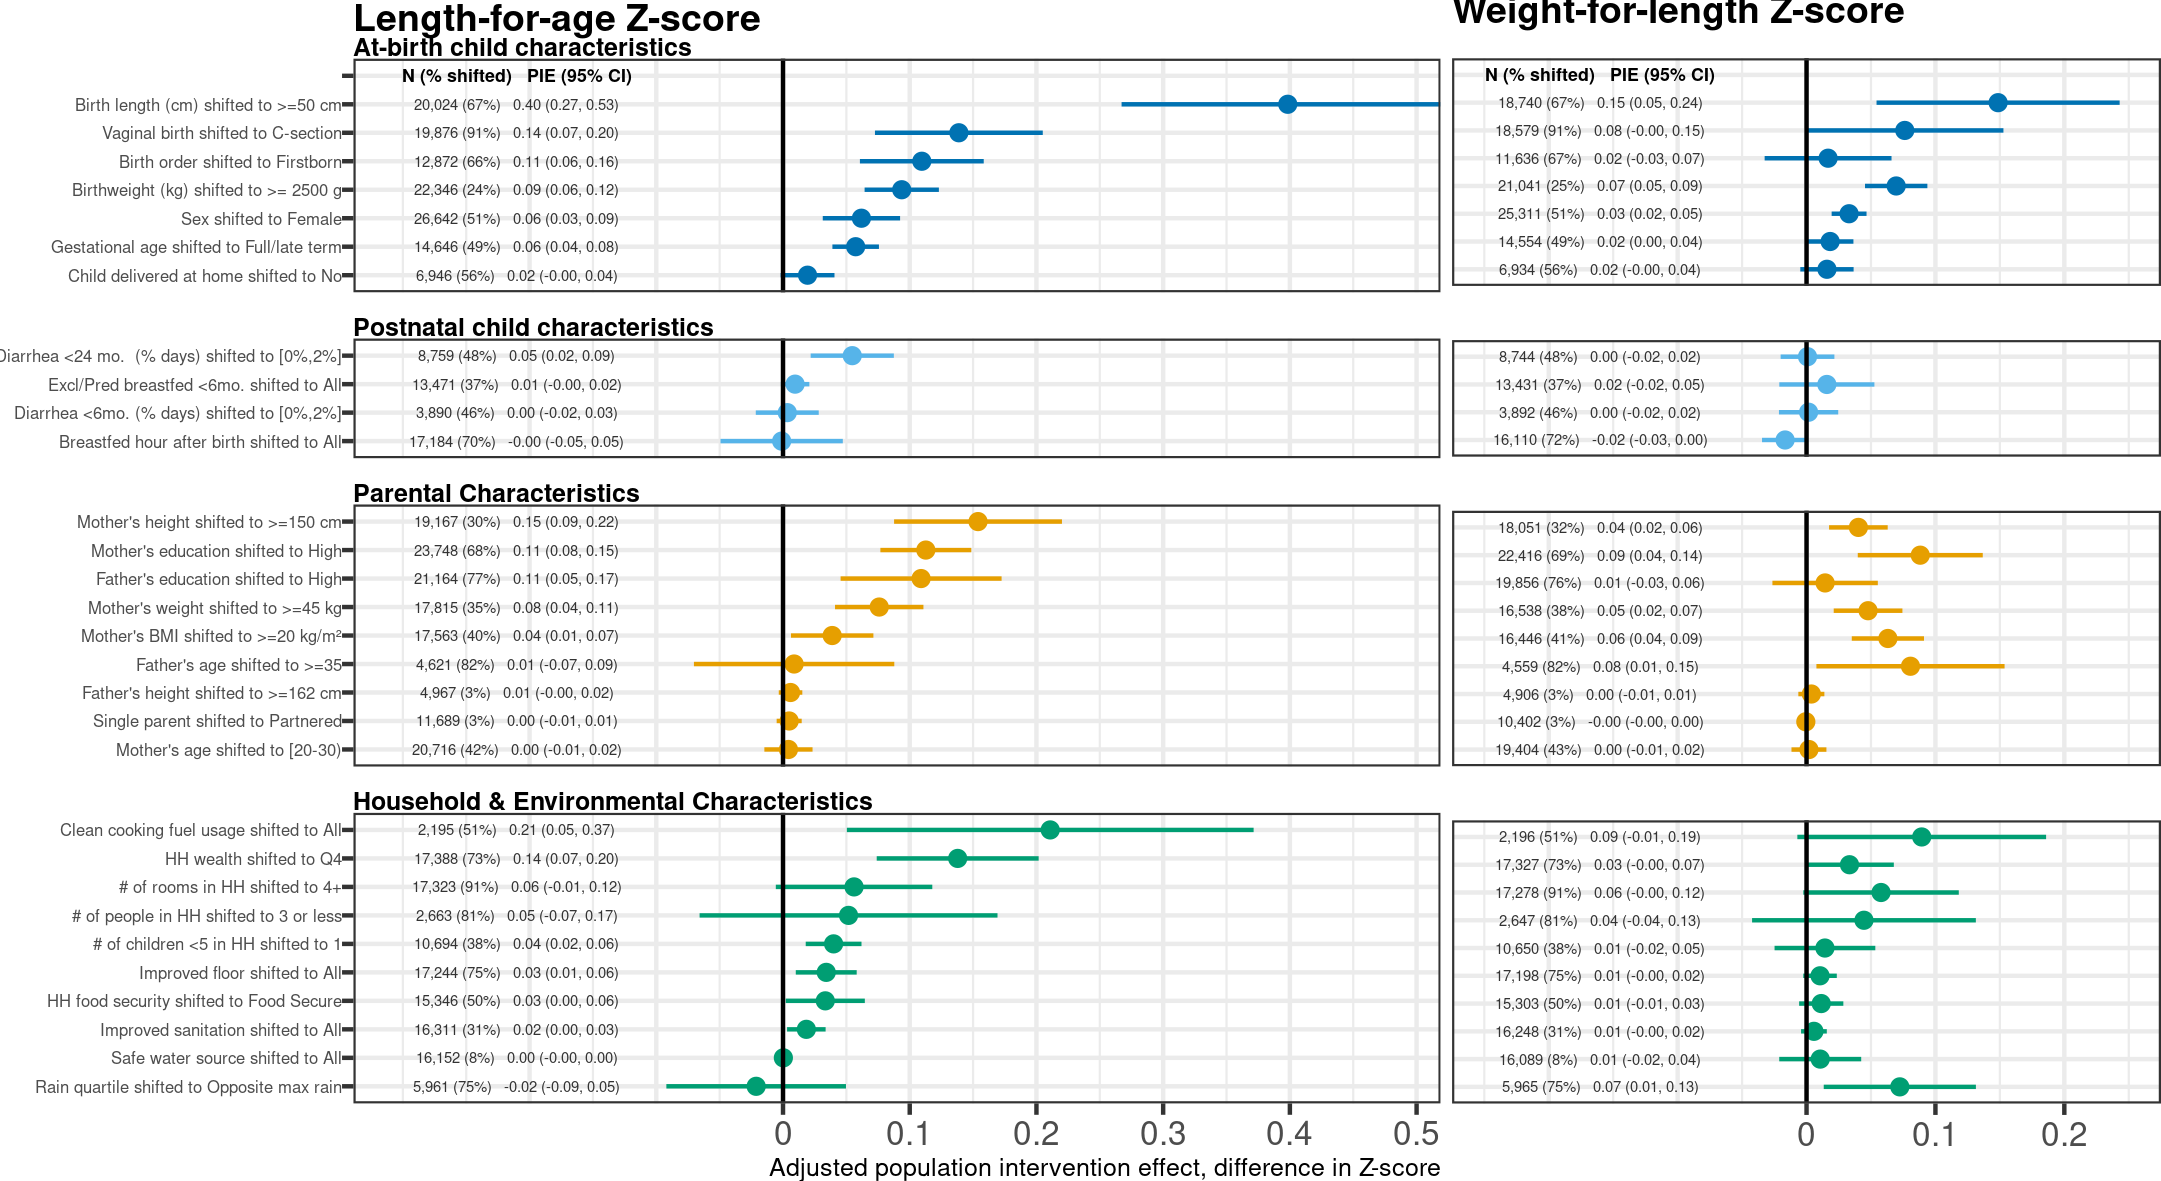 Length-for-age Z-score
Weight-for-length Z-score
At-birth child characteristics
N (% shifted) PIE (95% CI)
N (% shifted) PIE (95% CI)
Birth length (cm) shifted to >=50 cm 20,024 (67%) 0.40 (0.27, 0.53) 18,740 (67%) 0.15 (0.05, 0.24)
Vaginal birth shifted to C-section 19,876 (91%) 0.14 (0.07, 0.20) 18,579 (91%) 0.08 (-0.00, 0.15)
Birth order shifted to Firstborn 12,872 (66%) 0.11 (0.06, 0.16) 11,636 (67%) 0.02 (-0.03, 0.07)
Birthweight (kg) shifted to >= 2500 g 22,346 (24%) 0.09 (0.06, 0.12) 21,041 (25%) 0.07 (0.05, 0.09)
Sex shifted to Female 26,642 (51%) 0.06 (0.03, 0.09) 25,311 (51%) 0.03 (0.02, 0.05)
Gestational age shifted to Full/late term 14,646 (49%) 0.06 (0.04, 0.08) 14,554 (49%) 0.02 (0.00, 0.04)
Child delivered at home shifted to No 6,946 (56%) 0.02 (-0.00, 0.04) 6,934 (56%) 0.02 (-0.00, 0.04)
Postnatal child characteristics
Diarrhea <24 mo. (% days) shifted to [0%,2%] 8,759 (48%) 0.05 (0.02, 0.09) 8,744 (48%) 0.00 (-0.02, 0.02)
Excl/Pred breastfed <6mo. shifted to All 13,471 (37%) 0.01 (-0.00, 0.02) 13,431 (37%) 0.02 (-0.02, 0.05)
Diarrhea <6mo. (% days) shifted to [0%,2%] 3,890 (46%) 0.00 (-0.02, 0.03) 3,892 (46%) 0.00 (-0.02, 0.02)
Breastfed hour after birth shifted to All 17,184 (70%) -0.00 (-0.05, 0.05) 16,110 (72%) -0.02 (-0.03, 0.00)
Parental Characteristics
Mother's height shifted to >=150 cm 19,167 (30%) 0.15 (0.09, 0.22) 18,051 (32%) 0.04 (0.02, 0.06)
Mother's education shifted to High 23,748 (68%) 0.11 (0.08, 0.15) 22,416 (69%) 0.09 (0.04, 0.14)
Father's education shifted to High 21,164 (77%) 0.11 (0.05, 0.17) 19,856 (76%) 0.01 (-0.03, 0.06)
Mother's weight shifted to >=45 kg 17,815 (35%) 0.08 (0.04, 0.11) 16,538 (38%) 0.05 (0.02, 0.07)
Mother's BMI shifted to >=20 kg/m² 17,563 (40%) 0.04 (0.01, 0.07) 16,446 (41%) 0.06 (0.04, 0.09)
Father's age shifted to >=35 4,621 (82%) 0.01 (-0.07, 0.09) 4,559 (82%) 0.08 (0.01, 0.15)
Father's height shifted to >=162 cm 4,967 (3%) 0.01 (-0.00, 0.02) 4,906 (3%) 0.00 (-0.01, 0.01)
Single parent shifted to Partnered 11,689 (3%) 0.00 (-0.01, 0.01) 10,402 (3%) -0.00 (-0.00, 0.00)
Mother's age shifted to [20-30) 20,716 (42%) 0.00 (-0.01, 0.02) 19,404 (43%) 0.00 (-0.01, 0.02)
Household & Environmental Characteristics
Clean cooking fuel usage shifted to All 2,195 (51%) 0.21 (0.05, 0.37) 2,196 (51%) 0.09 (-0.01, 0.19)
HH wealth shifted to Q4 17,388 (73%) 0.14 (0.07, 0.20) 17,327 (73%) 0.03 (-0.00, 0.07)
# of rooms in HH shifted to 4+ 17,323 (91%) 0.06 (-0.01, 0.12) 17,278 (91%) 0.06 (-0.00, 0.12)
# of people in HH shifted to 3 or less 2,663 (81%) 0.05 (-0.07, 0.17) 2,647 (81%) 0.04 (-0.04, 0.13)
# of children <5 in HH shifted to 1 10,694 (38%) 0.04 (0.02, 0.06) 10,650 (38%) 0.01 (-0.02, 0.05)
Improved floor shifted to All 17,244 (75%) 0.03 (0.01, 0.06) 17,198 (75%) 0.01 (-0.00, 0.02)
HH food security shifted to Food Secure 15,346 (50%) 0.03 (0.00, 0.06) 15,303 (50%) 0.01 (-0.01, 0.03)
Improved sanitation shifted to All 16,311 (31%) 0.02 (0.00, 0.03) 16,248 (31%) 0.01 (-0.00, 0.02)
Safe water source shifted to All 16,152 (8%) 0.00 (-0.00, 0.00) 16,089 (8%) 0.01 (-0.02, 0.04)
Rain quartile shifted to Opposite max rain 5,961 (75%) -0.02 (-0.09, 0.05) 5,965 (75%) 0.07 (0.01, 0.13)
0 0.1 0.2 0.3 0.4 0.5 0 0.1 0.2
Adjusted population intervention effect, difference in Z-score